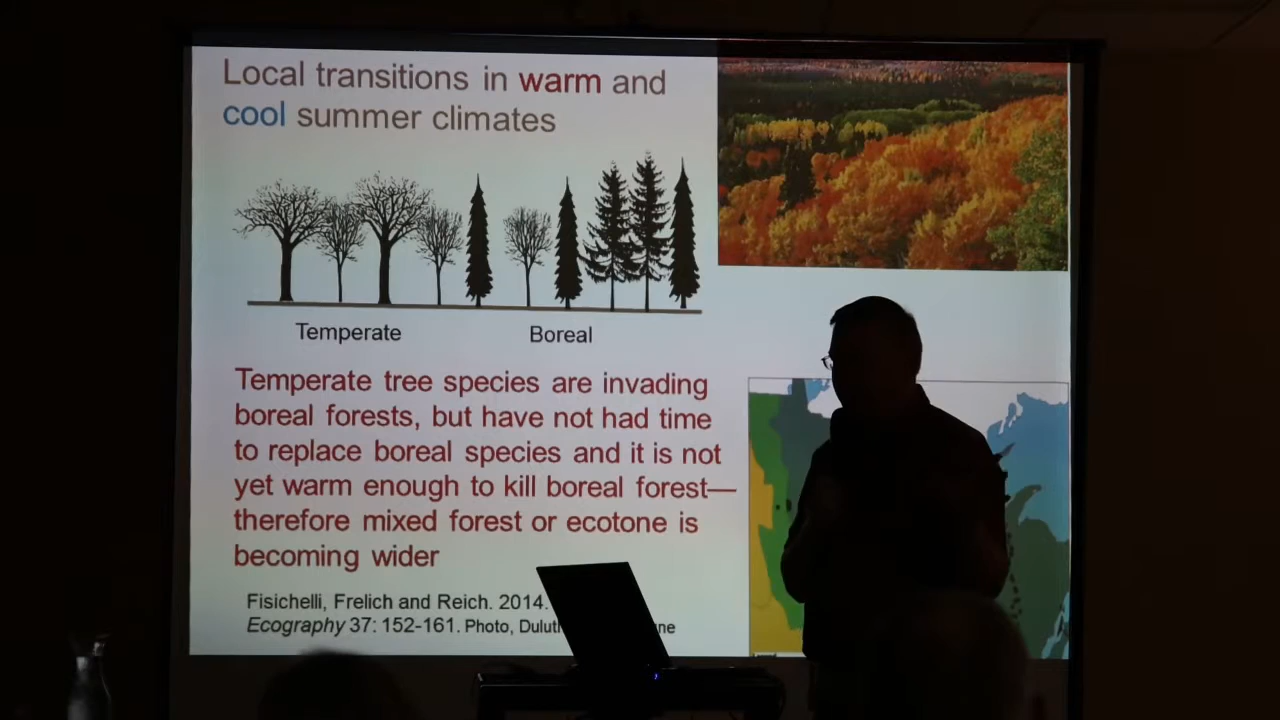 Local transitions in warm and
cool summer climates
Temperate
Boreal
Temperate tree species are invading
boreal forests, but have not had time
to replace boreal species and it is not
yet warm enough to kill boreal forest—
therefore mixed forest or ecotone is
becoming wider
Fisichelli, Frelich and Reich. 2014.
Ecography 37: 152-161. Photo,